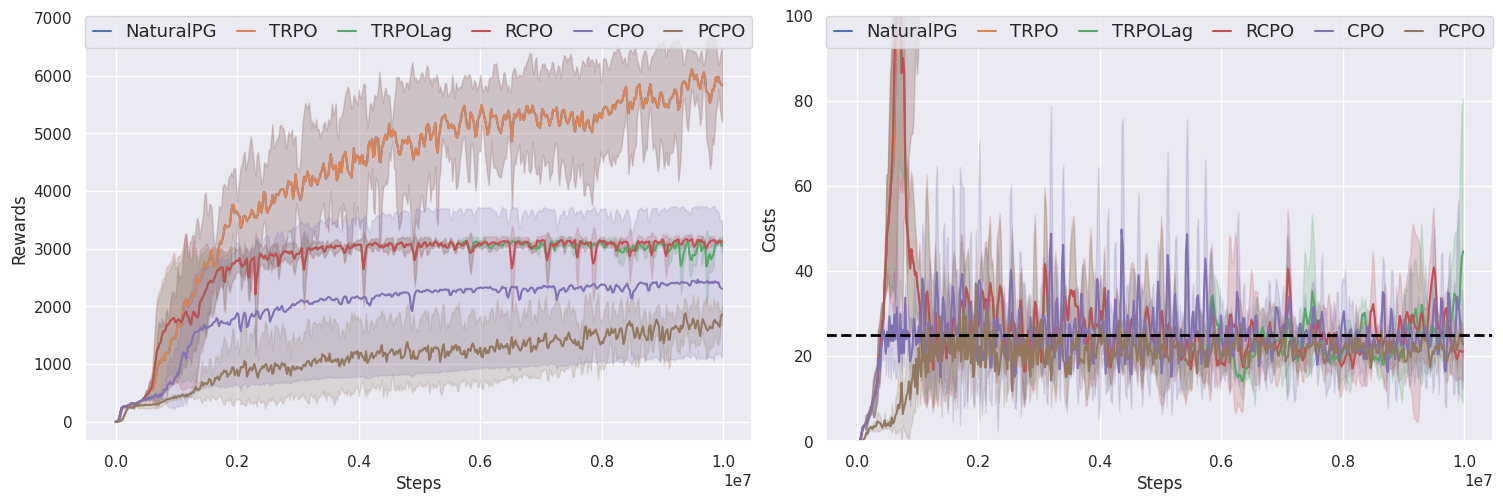 NaturalPG TRPO TRPOLag RCPO CPO PCPO
7000
6000
5000
4000
3000
2000
1000
0
Rewards
0.0 0.2 0.4 0.6 0.8 1.0
1e7
Steps
NaturalPG TRPO TRPOLag RCPO CPO PCPO
100
80
60
40
20
0
Costs
0.0 0.2 0.4 0.6 0.8 1.0
1e7
Steps